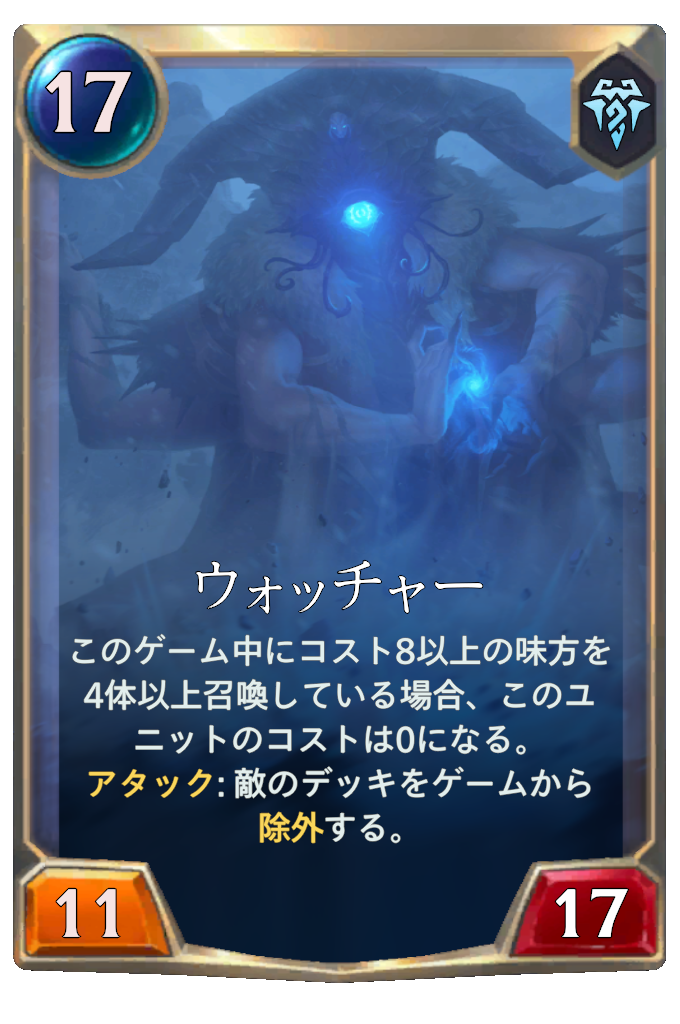 17
ウォッチャー
このゲーム中にコスト8以上の味方を
4体以上召喚している場合、このユ
ニットのコストは0になる。
アタック: 敵のデッキをゲームから
除外する。
11
17